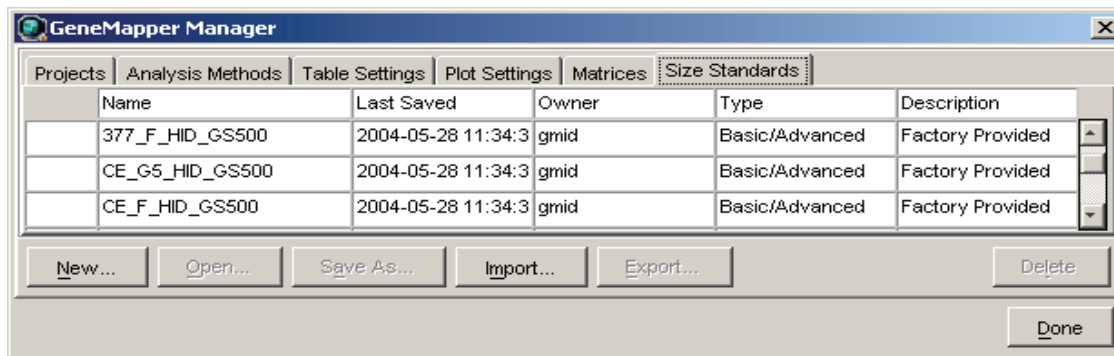 GeneMapper Manager
Projects Analysis Methods Table Settings Plot Settings Matrices Size Standards
Name Last Saved Owner Type Description
377_F_HID_GS500 2004-05-28 11:34:3 gmid Basic/Advanced Factory Provided
CE_G5_HID_GS500 2004-05-28 11:34:3 gmid Basic/Advanced Factory Provided
CE_F_HID_GS500 2004-05-28 11:34:3 gmid Basic/Advanced Factory Provided
New... Open... Save As... Import... Export... Delete
Done